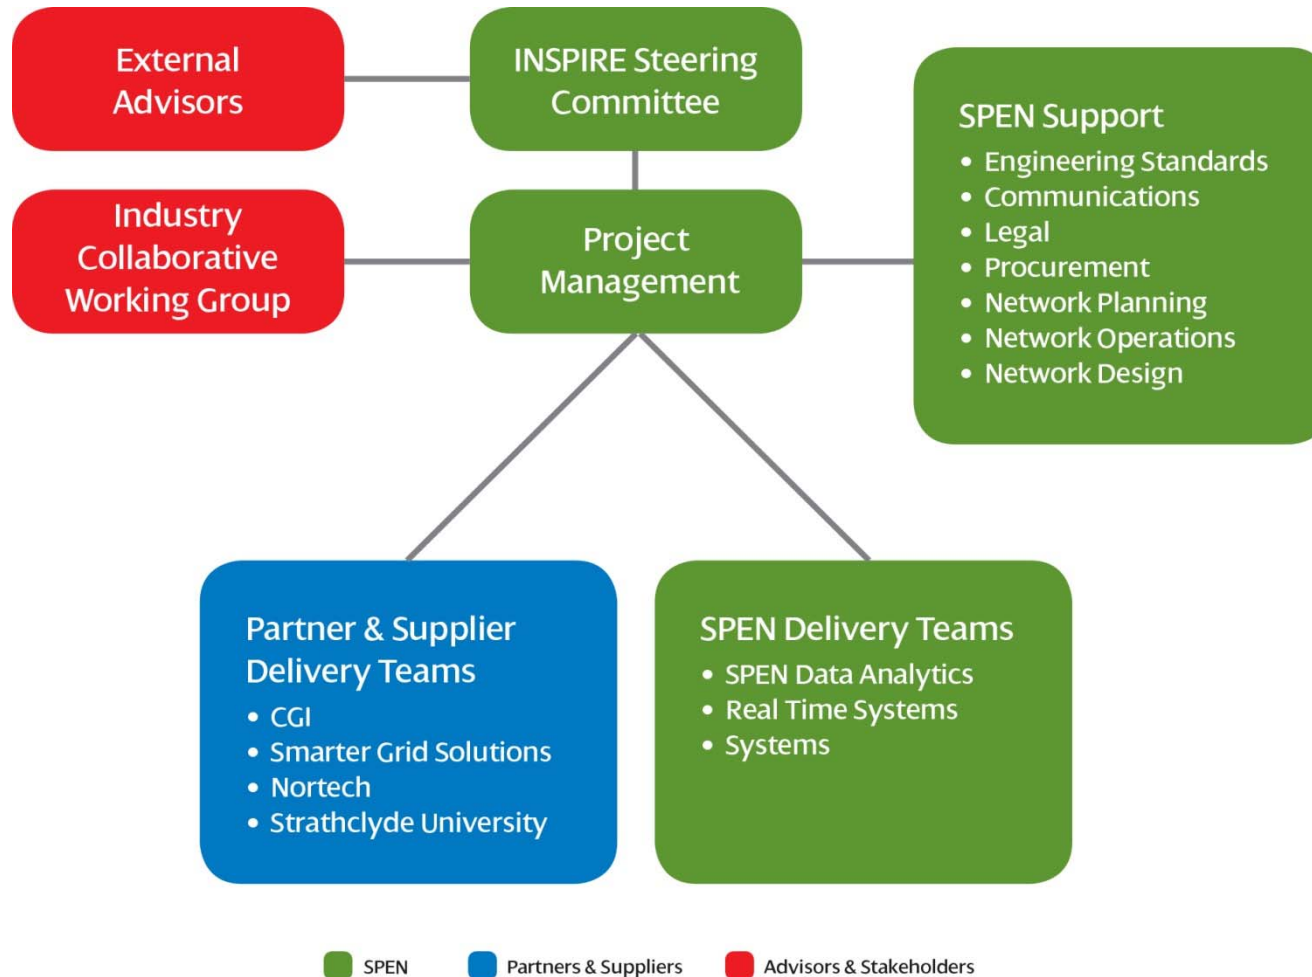 External
Advisors
INSPIRE Steering
Committee
SPEN Support
• Engineering Standards
• Communications
• Legal
• Procurement
• Network Planning
• Network Operations
• Network Design
Industry
Collaborative
Working Group
Project
Management
Partner & Supplier
Delivery Teams
• CGI
• Smarter Grid Solutions
• Nortech
• Strathclyde University
SPEN Delivery Teams
• SPEN Data Analytics
• Real Time Systems
• Systems
SPEN
Partners & Suppliers
Advisors & Stakeholders